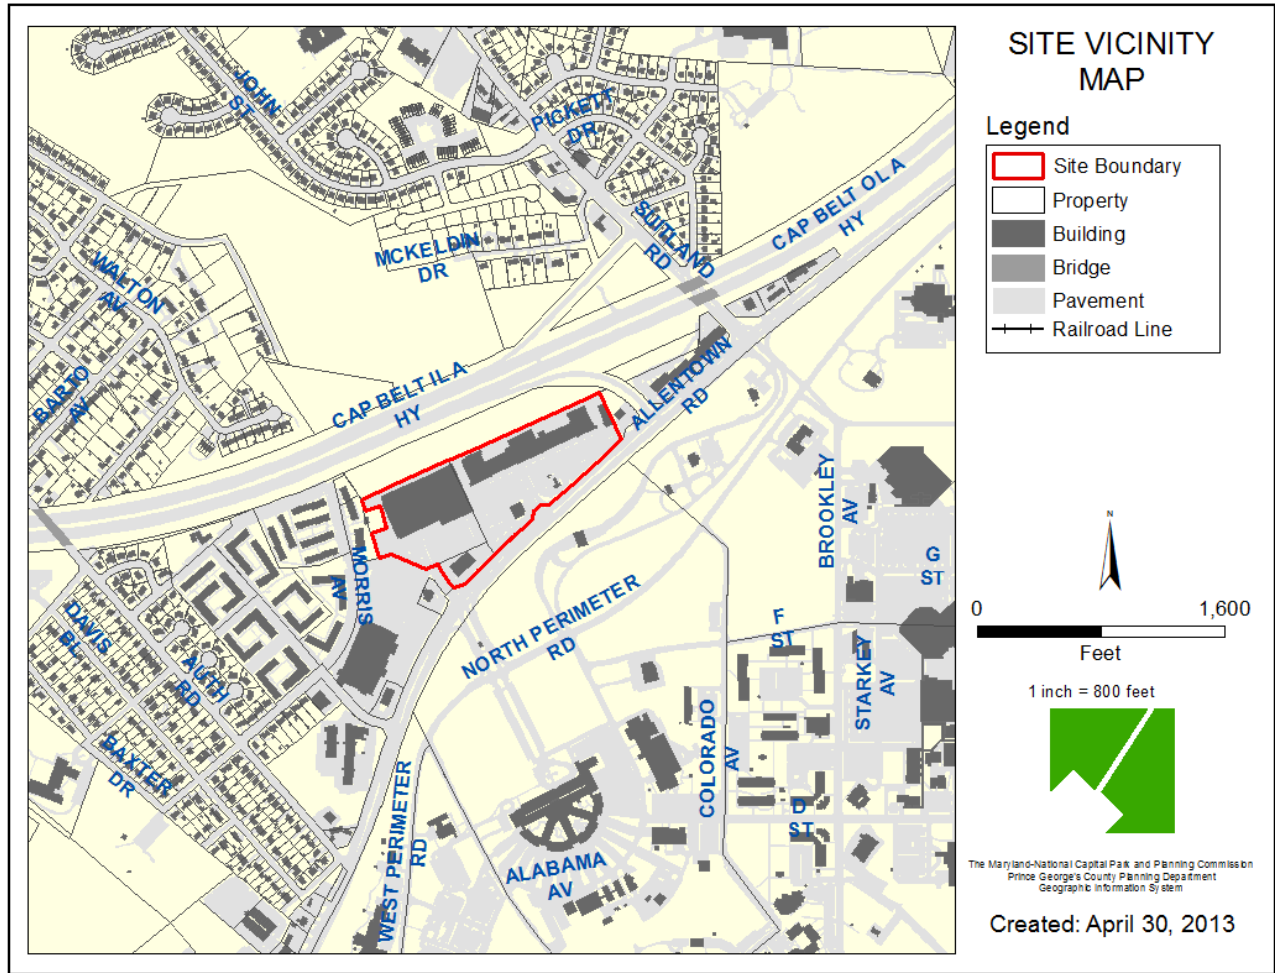 SITE VICINITY
MAP
Legend
Site Boundary
Property
Building
Bridge
Pavement
Railroad Line
N
0 1,600
Feet
1 inch = 800 feet
The Maryland-National Capital Park and Planning Commission
Prince George's County Planning Department
Geographic Information System
Created: April 30, 2013
JOHN
ST
PICKETT
DR
SUITLAND
RD
CAP BELT OL A
HY
MCKELDIN
DR
WALTON
AV
BARTO
AV
CAP BELT IL A
HY
ALLENTOWN
RD
BROOKLEY
AV
G
ST
MORRIS
AV
DAVIS
BL
AUTH
RD
BAXTER
DR
NORTH PERIMETER
RD
F
ST
STARKEY
AV
COLORADO
AV
D
ST
WEST PERIMETER
RD
ALABAMA
AV